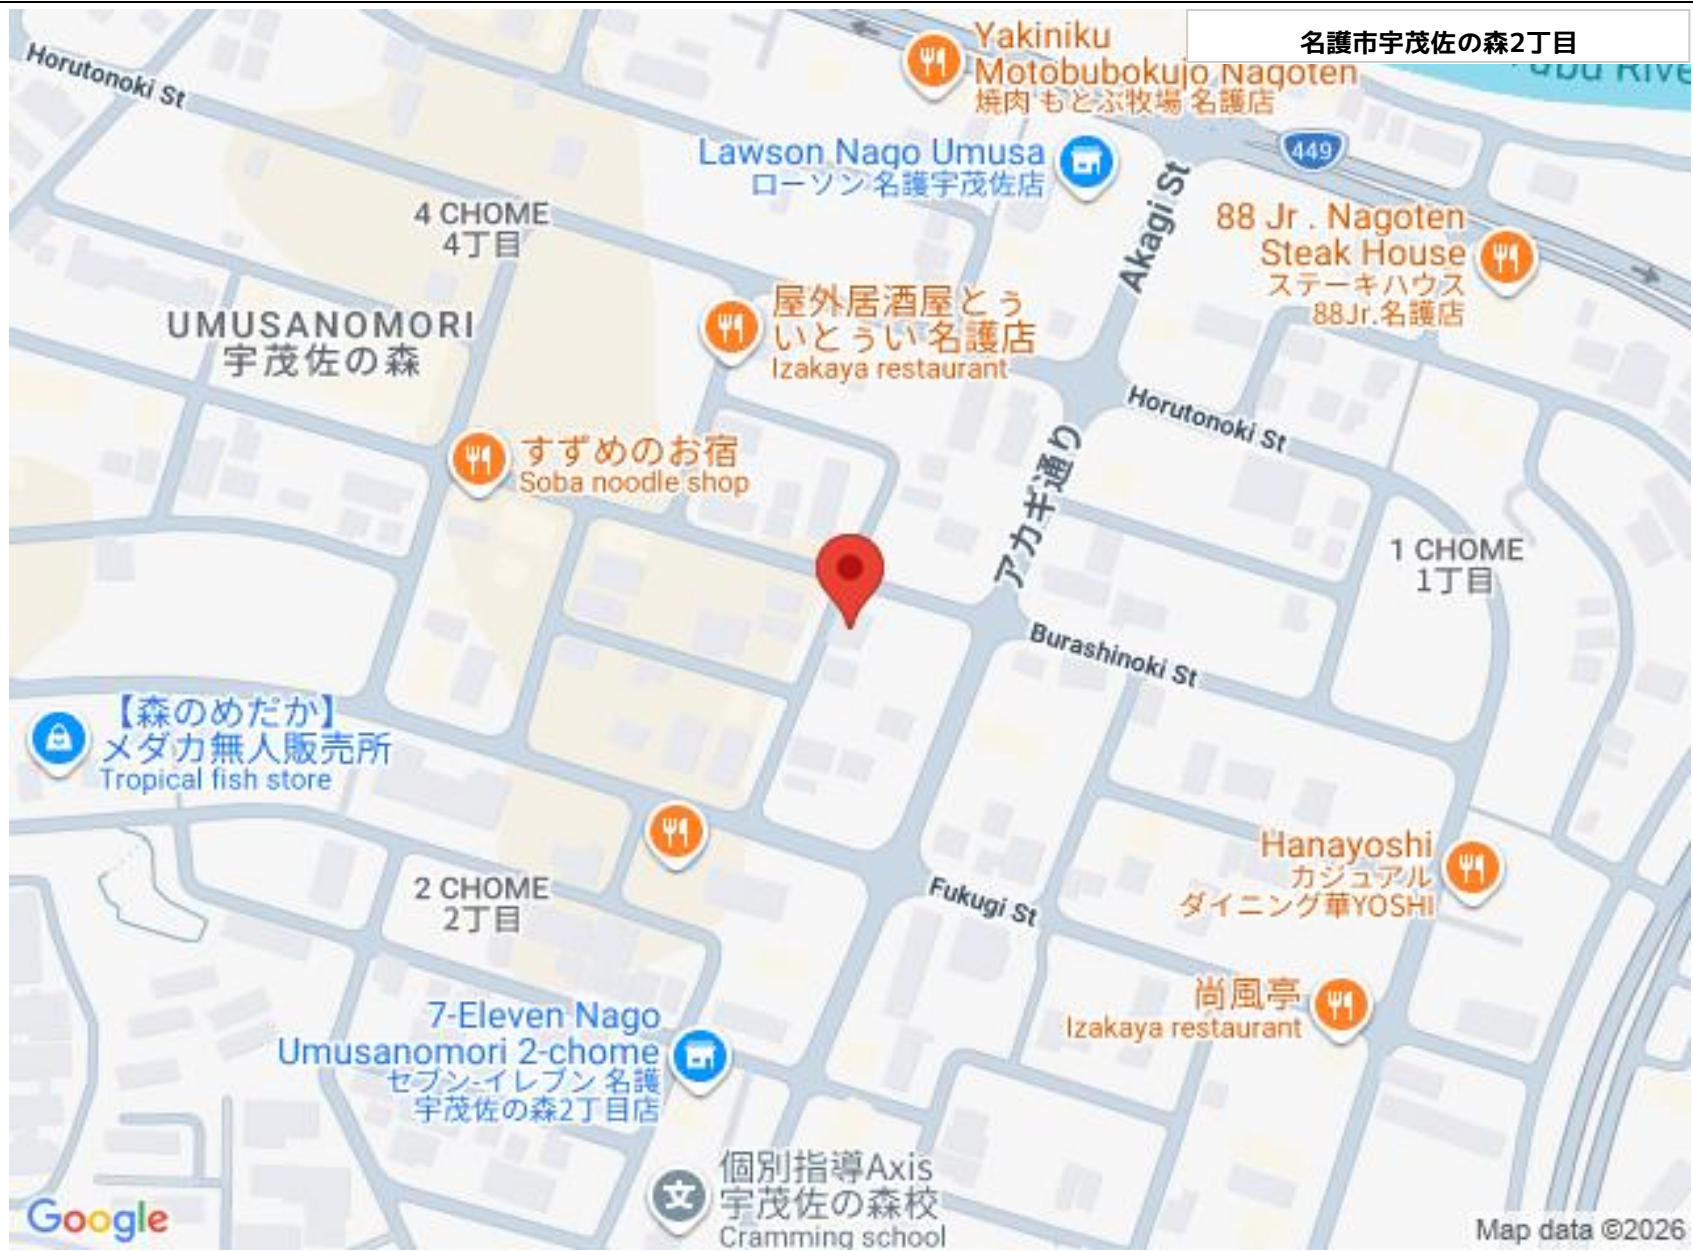 名護市宇茂佐の森2丁目
Horutonoki St
Yakiniku
Motobubokujo Nagoten
焼肉 もとぶ牧場 名護店
449
Lawson Nago Umusa
ローソン 名護宇茂佐店
Akagi St
4 CHOME
4丁目
88 Jr . Nagoten
Steak House
ステーキハウス
88Jr.名護店
UMUSANOMORI
宇茂佐の森
屋外居酒屋とぅ
いとぅい 名護店
Izakaya restaurant
Horutonoki St
アカギ通り
すずめのお宿
Soba noodle shop
1 CHOME
1丁目
Burashinoki St
【森のめだか】
メダカ無人販売所
Tropical fish store
Hanayoshi
カジュアル
ダイニング華YOSHI
2 CHOME
2丁目
Fukugi St
尚風亭
Izakaya restaurant
7-Eleven Nago
Umusanomori 2-chome
セブン-イレブン 名護
宇茂佐の森2丁目店
個別指導Axis
宇茂佐の森校
Cramming school
文
Google
Map data ©2026